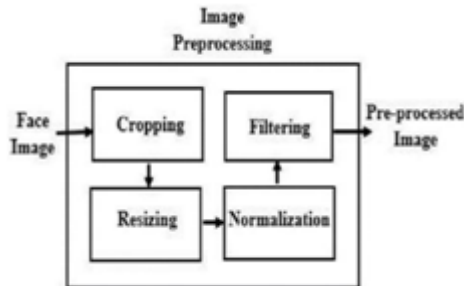 Image
Preprocessing
Face
Image
Cropping
Resizing
Normalization
Filtering
Pre-processed
Image